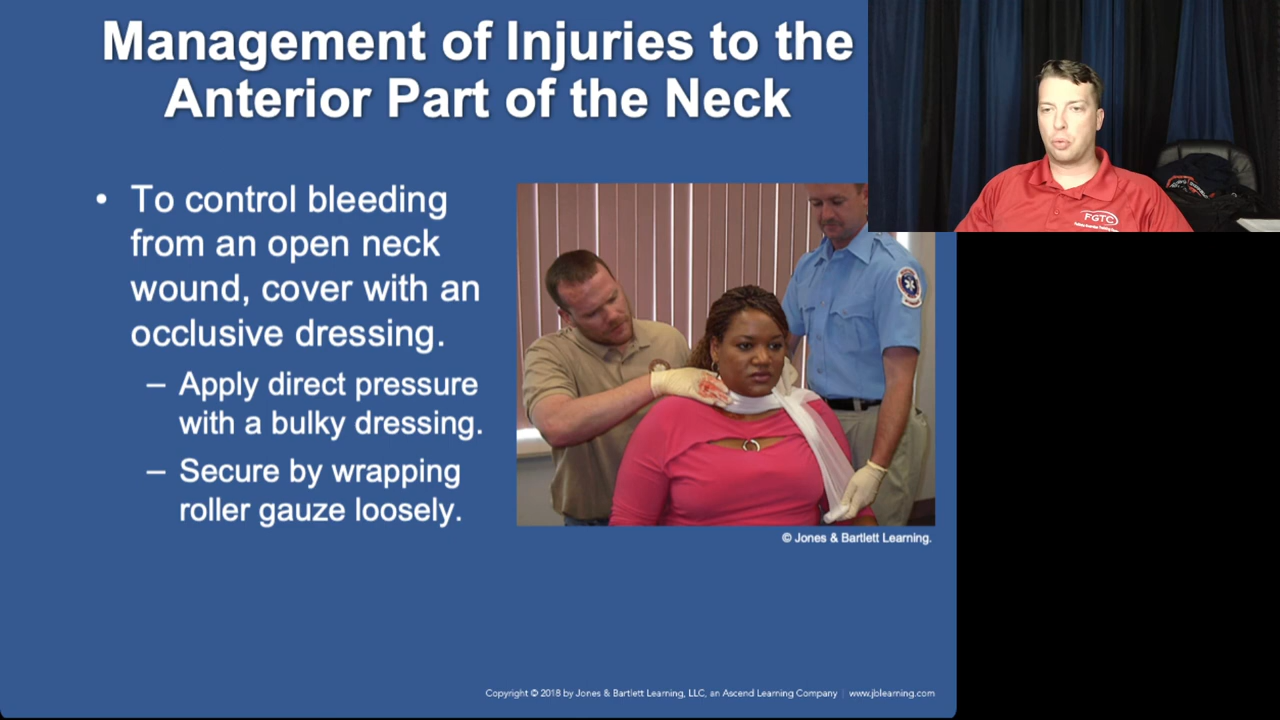 Management of Injuries to the
Anterior Part of the Neck
• To control bleeding
from an open neck
wound, cover with an
occlusive dressing.
– Apply direct pressure
with a bulky dressing.
– Secure by wrapping
roller gauze loosely.
© Jones & Bartlett Learning.
FGTC
Copyright © 2018 by Jones & Bartlett Learning, LLC, an Ascend Learning Company | www.jblearning.com